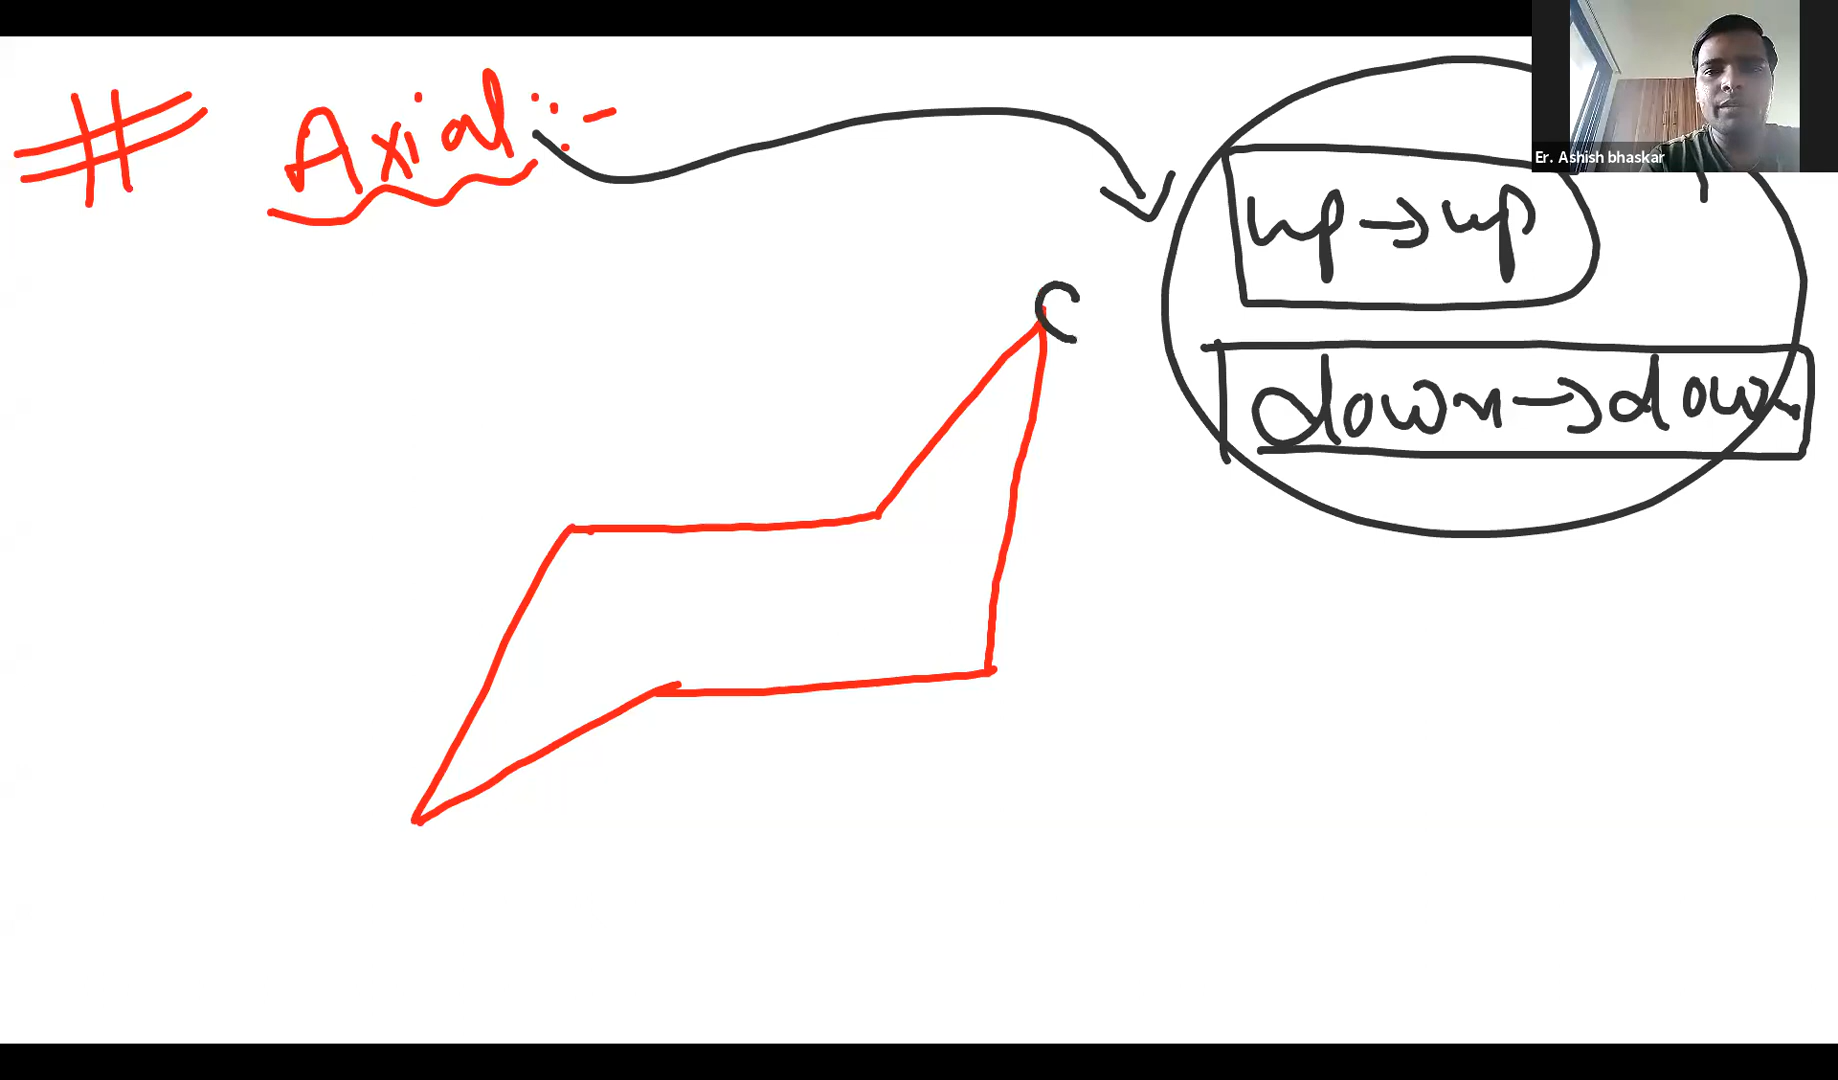 # Axial :-
Er. Ashish bhaskar
up → up
C
down → down